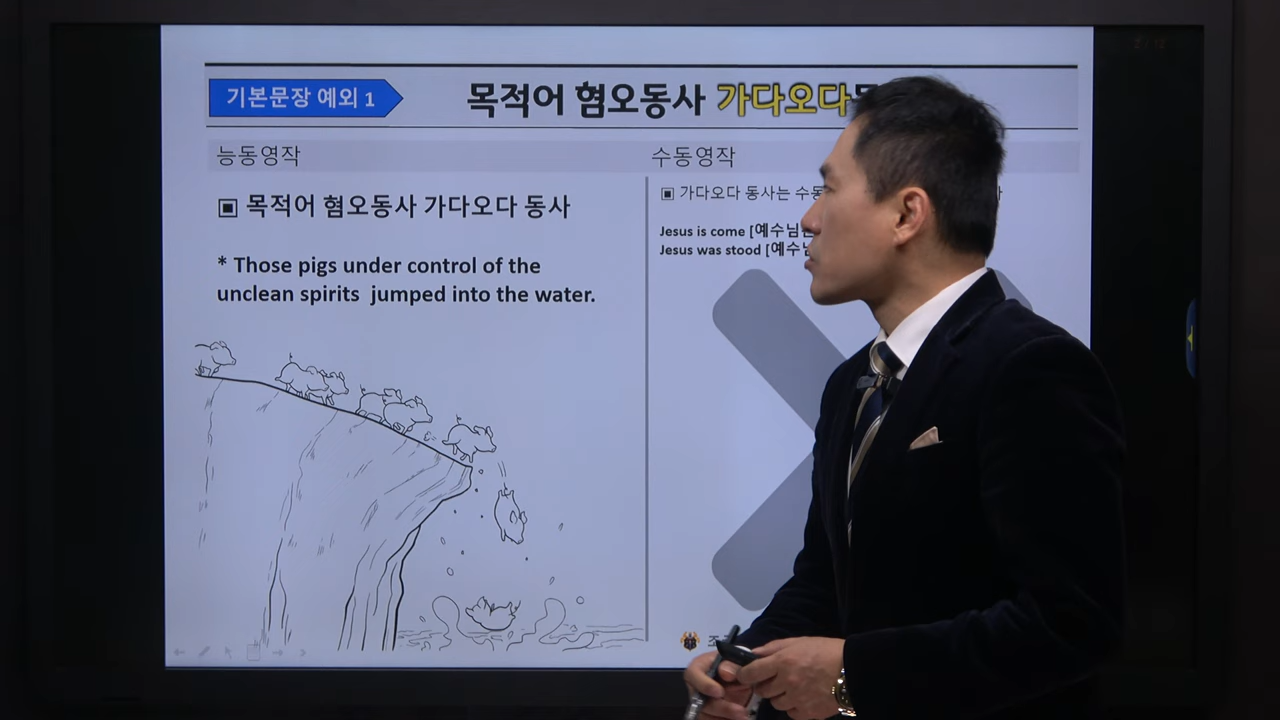 기본문장 예외 1
목적어 혐오동사 가다오다
능동영작
수동영작
▣ 목적어 혐오동사 가다오다 동사
* Those pigs under control of the
unclean spirits jumped into the water.
▣ 가다오다 동사는 수동
Jesus is come [예수님
Jesus was stood [예수님